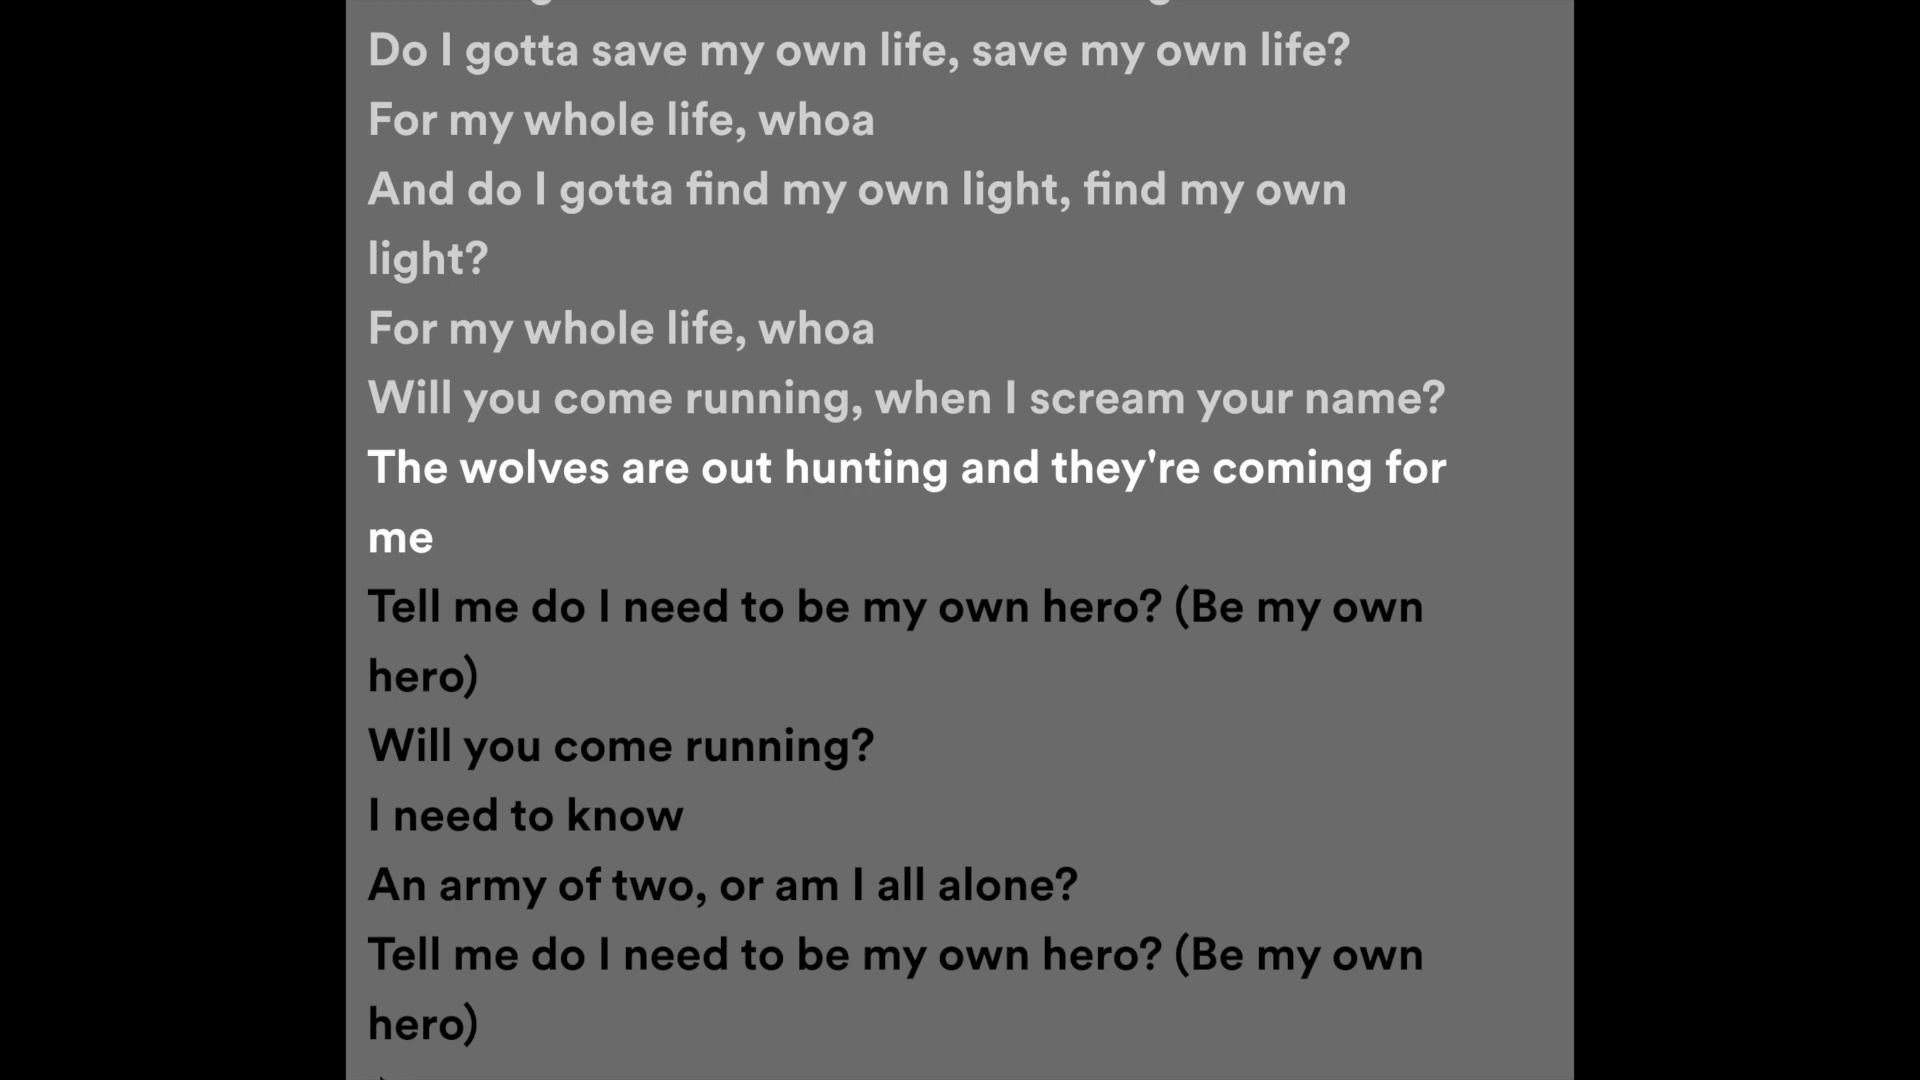 Do I gotta save my own life, save my own life?
For my whole life, whoa
And do I gotta find my own light, find my own
light?
For my whole life, whoa
Will you come running, when I scream your name?
The wolves are out hunting and they're coming for
me
Tell me do I need to be my own hero? (Be my own
hero)
Will you come running?
I need to know
An army of two, or am I all alone?
Tell me do I need to be my own hero? (Be my own
hero)